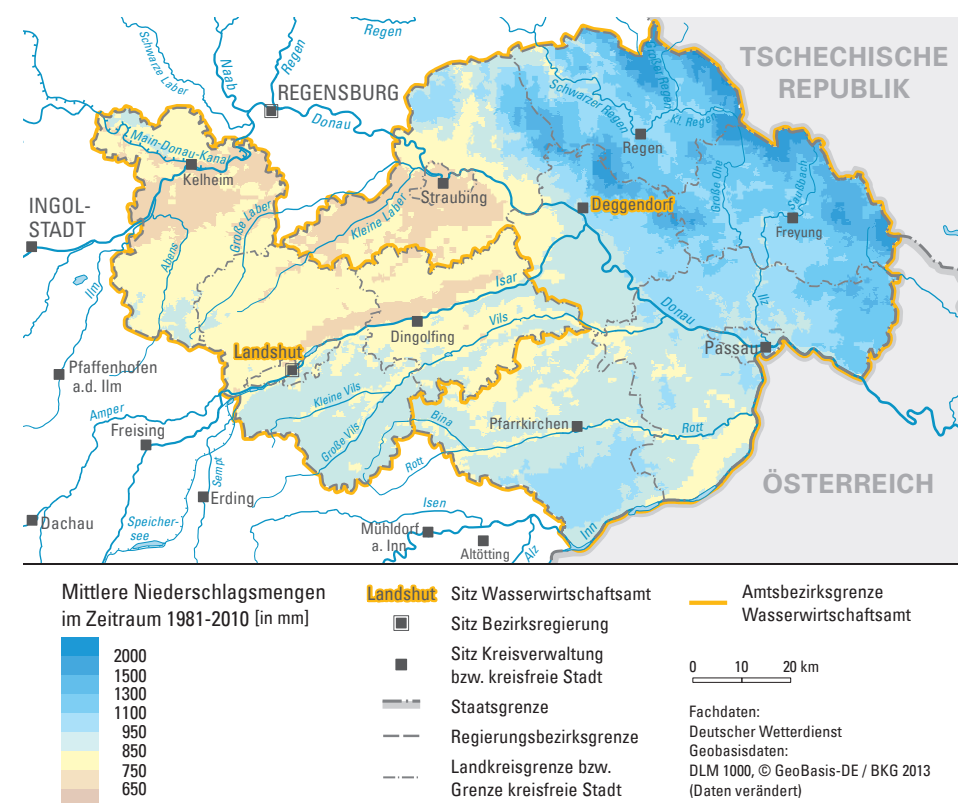 TSCHECHISCHE
REPUBLIK
ÖSTERREICH
REGENSBURG
INGOL-
STADT
Schwarze Laber
Naab
Regen
Regen
Donau
Main-Donau-Kanal
Kelheim
Straubing
Große Laber
Kleine Laber
Abens
Ilm
Schwarzer Regen
Großer Regen
Kl. Regen
Regen
Große Ohe
Saußbach
Freyung
Deggendorf
Ilz
Donau
Passau
Isar
Vils
Dingolfing
Landshut
Pfaffenhofen
a.d. Ilm
Amper
Freising
Kleine Vils
Große Vils
Bina
Rott
Pfarrkirchen
Rott
Sempt
Erding
Dachau
Speicher-
see
Isen
Mühldorf
a. Inn
Altötting
Alz
Inn
Mittlere Niederschlagsmengen
im Zeitraum 1981-2010 [in mm]
2000
1500
1300
1100
950
850
750
650
Landshut Sitz Wasserwirtschaftsamt
Sitz Bezirksregierung
Sitz Kreisverwaltung
bzw. kreisfreie Stadt
Staatsgrenze
Regierungsbezirksgrenze
Landkreisgrenze bzw.
Grenze kreisfreie Stadt
Amtsbezirksgrenze
Wasserwirtschaftsamt
0 10 20 km
Fachdaten:
Deutscher Wetterdienst
Geobasisdaten:
DLM 1000, © GeoBasis-DE / BKG 2013
(Daten verändert)